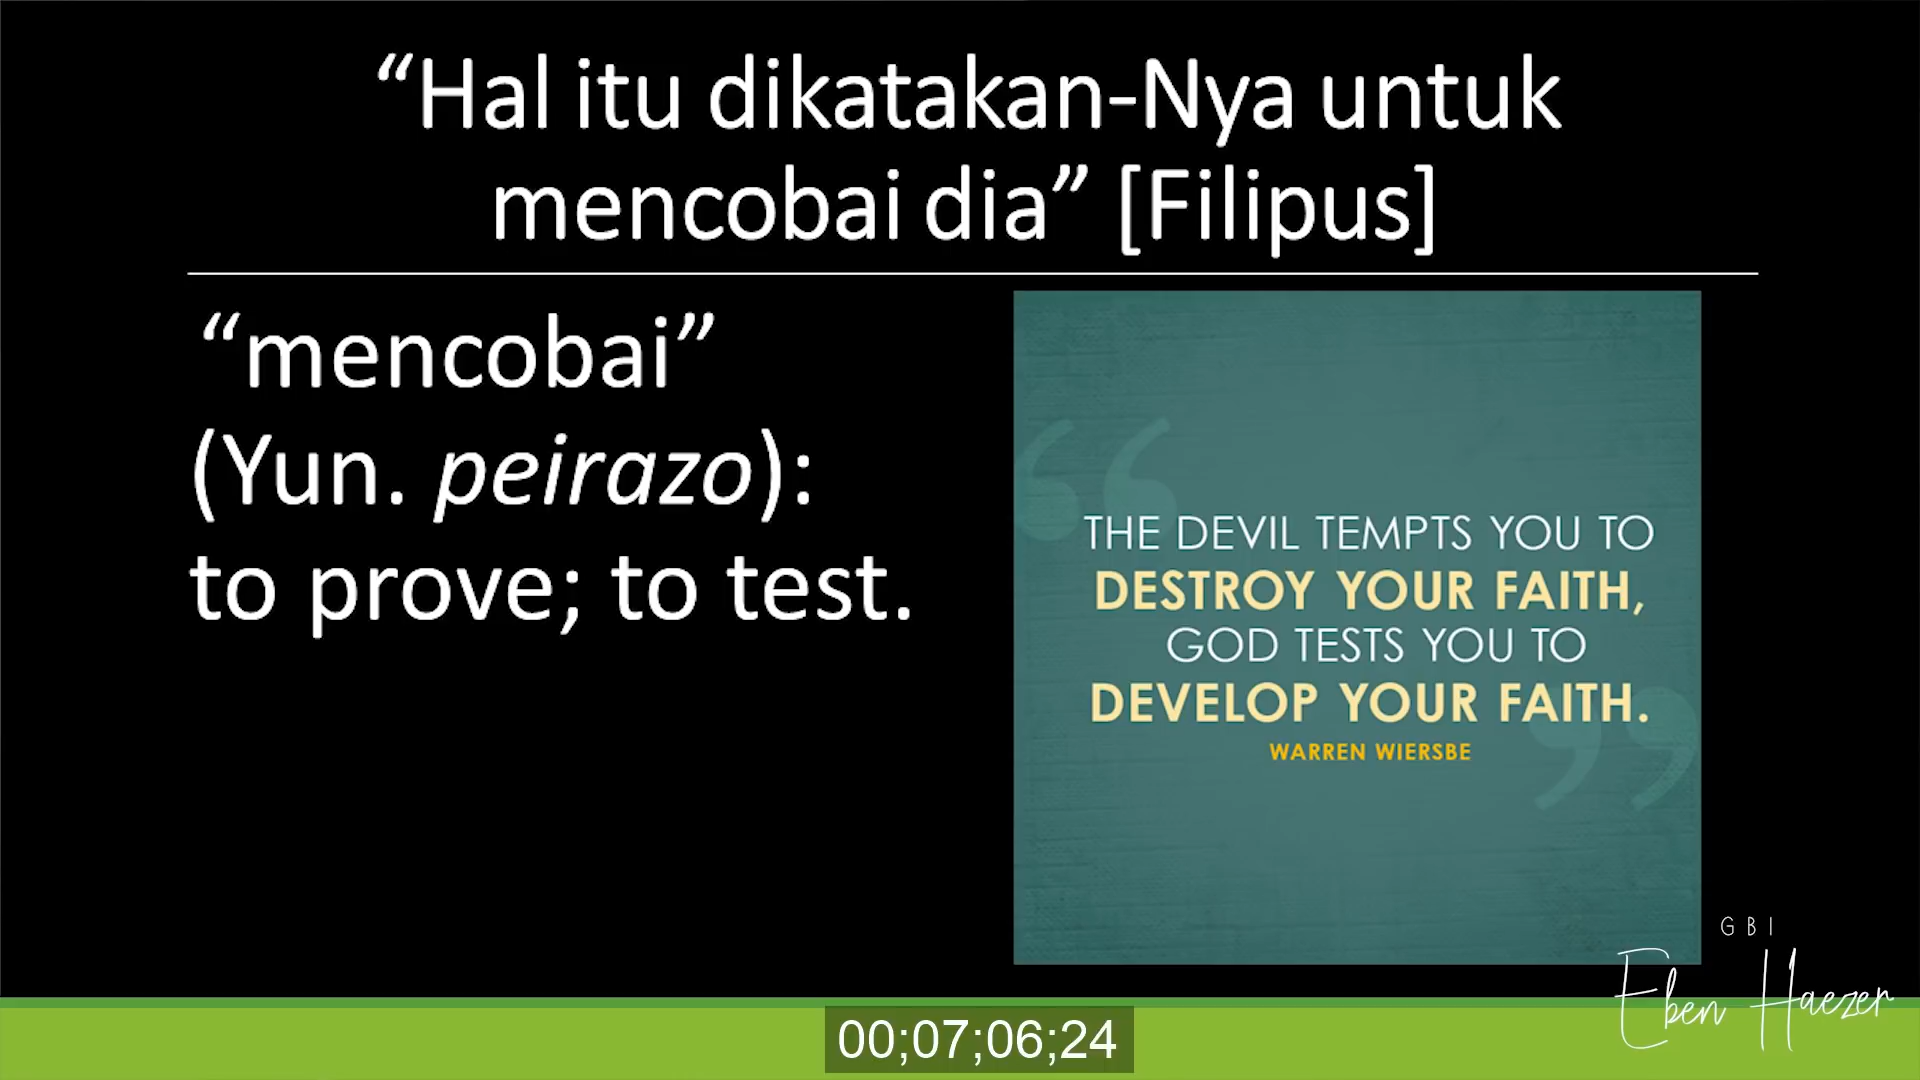 “Hal itu dikatakan-Nya untuk
mencobai dia” [Filipus]
“mencobai”
(Yun. peirazo):
to prove; to test.
THE DEVIL TEMPTS YOU TO
DESTROY YOUR FAITH,
GOD TESTS YOU TO
DEVELOP YOUR FAITH.
WARREN WIERSBE
GBI
Eben Haezer
00;07;06;24